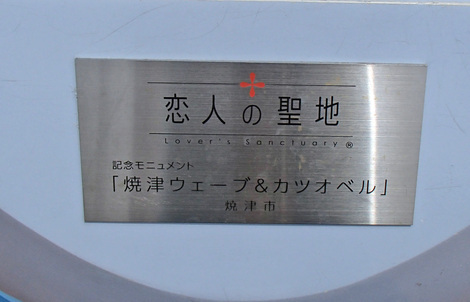 恋人の聖地
Lover's Sanctuary®
記念モニュメント
「焼津ウェーブ&カツオベル」
焼津市